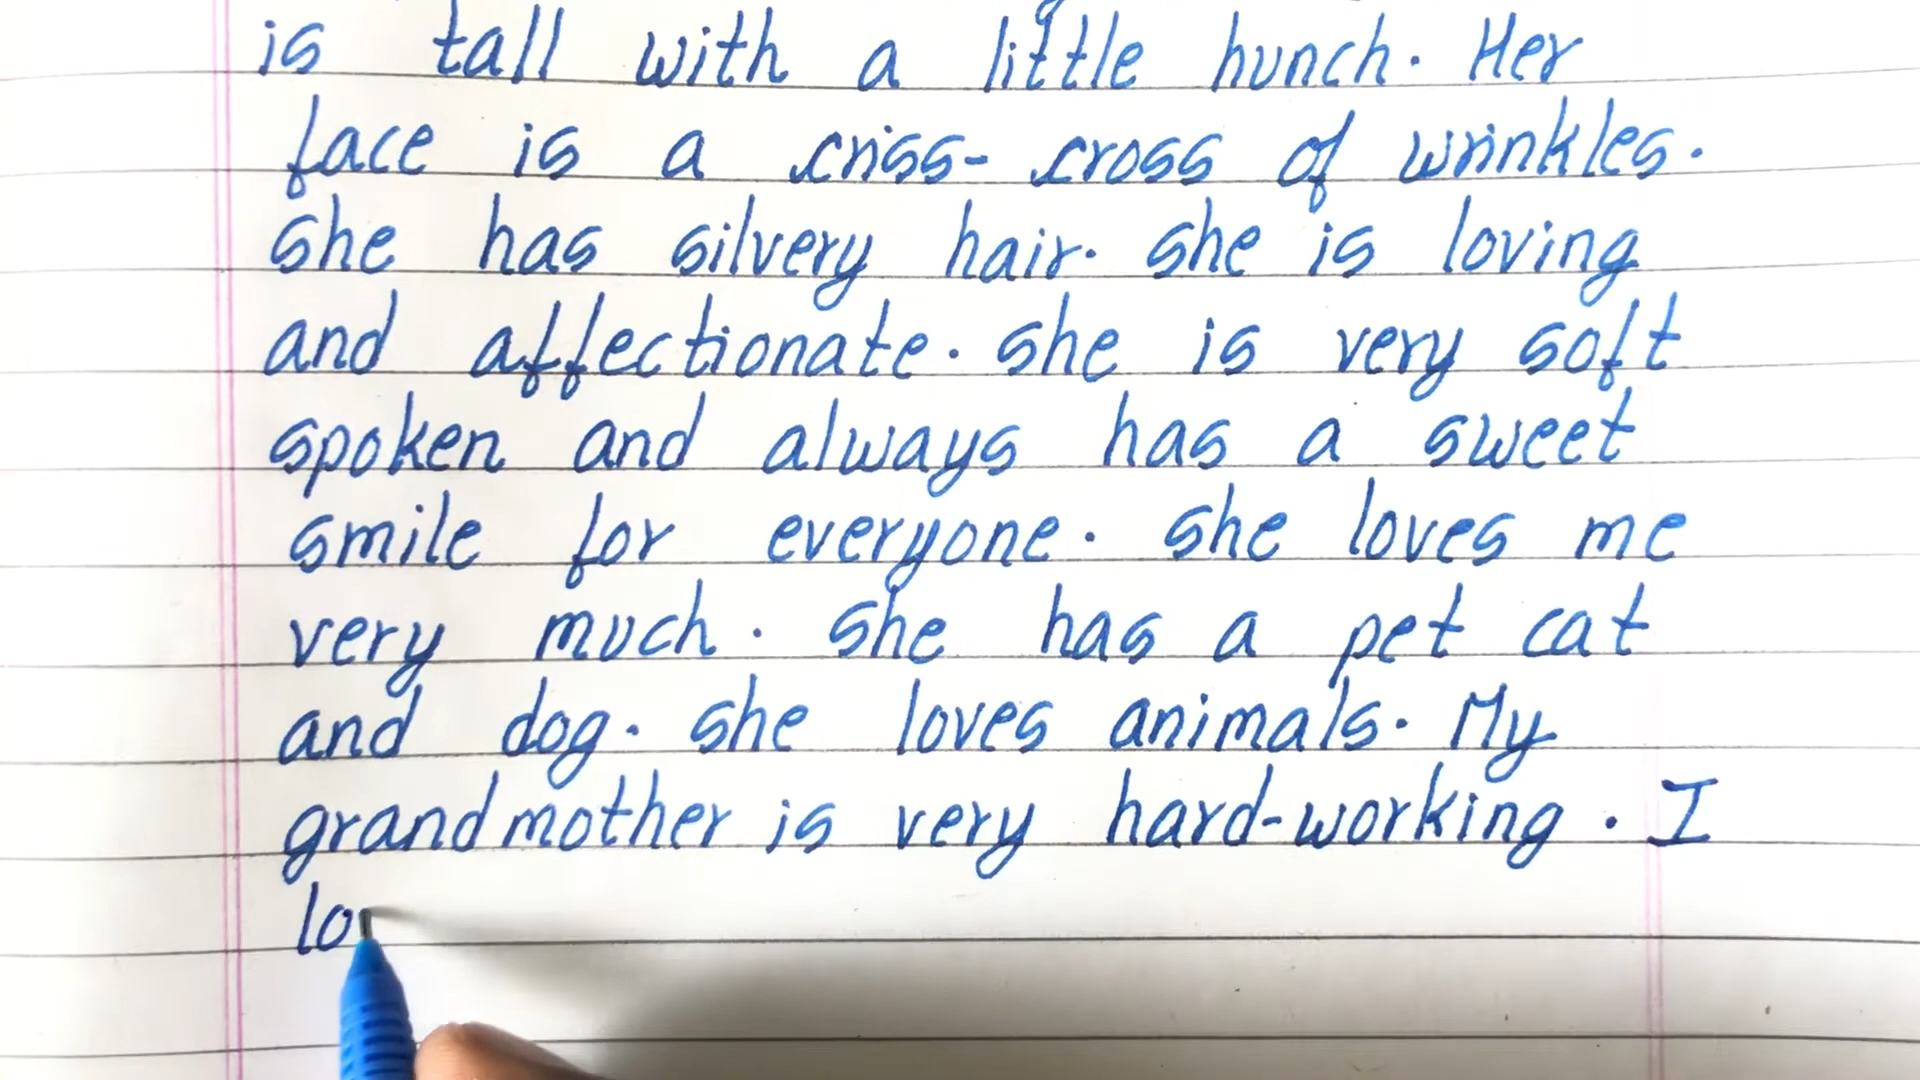 is tall with a little hunch. Her
face is a criss-cross of wrinkles.
she has silvery hair. she is loving
and affectionate. she is very soft
spoken and always has a sweet
smile for everyone. she loves me
very much. she has a pet cat
and dog. she loves animals. My
grandmother is very hard-working. I
lo